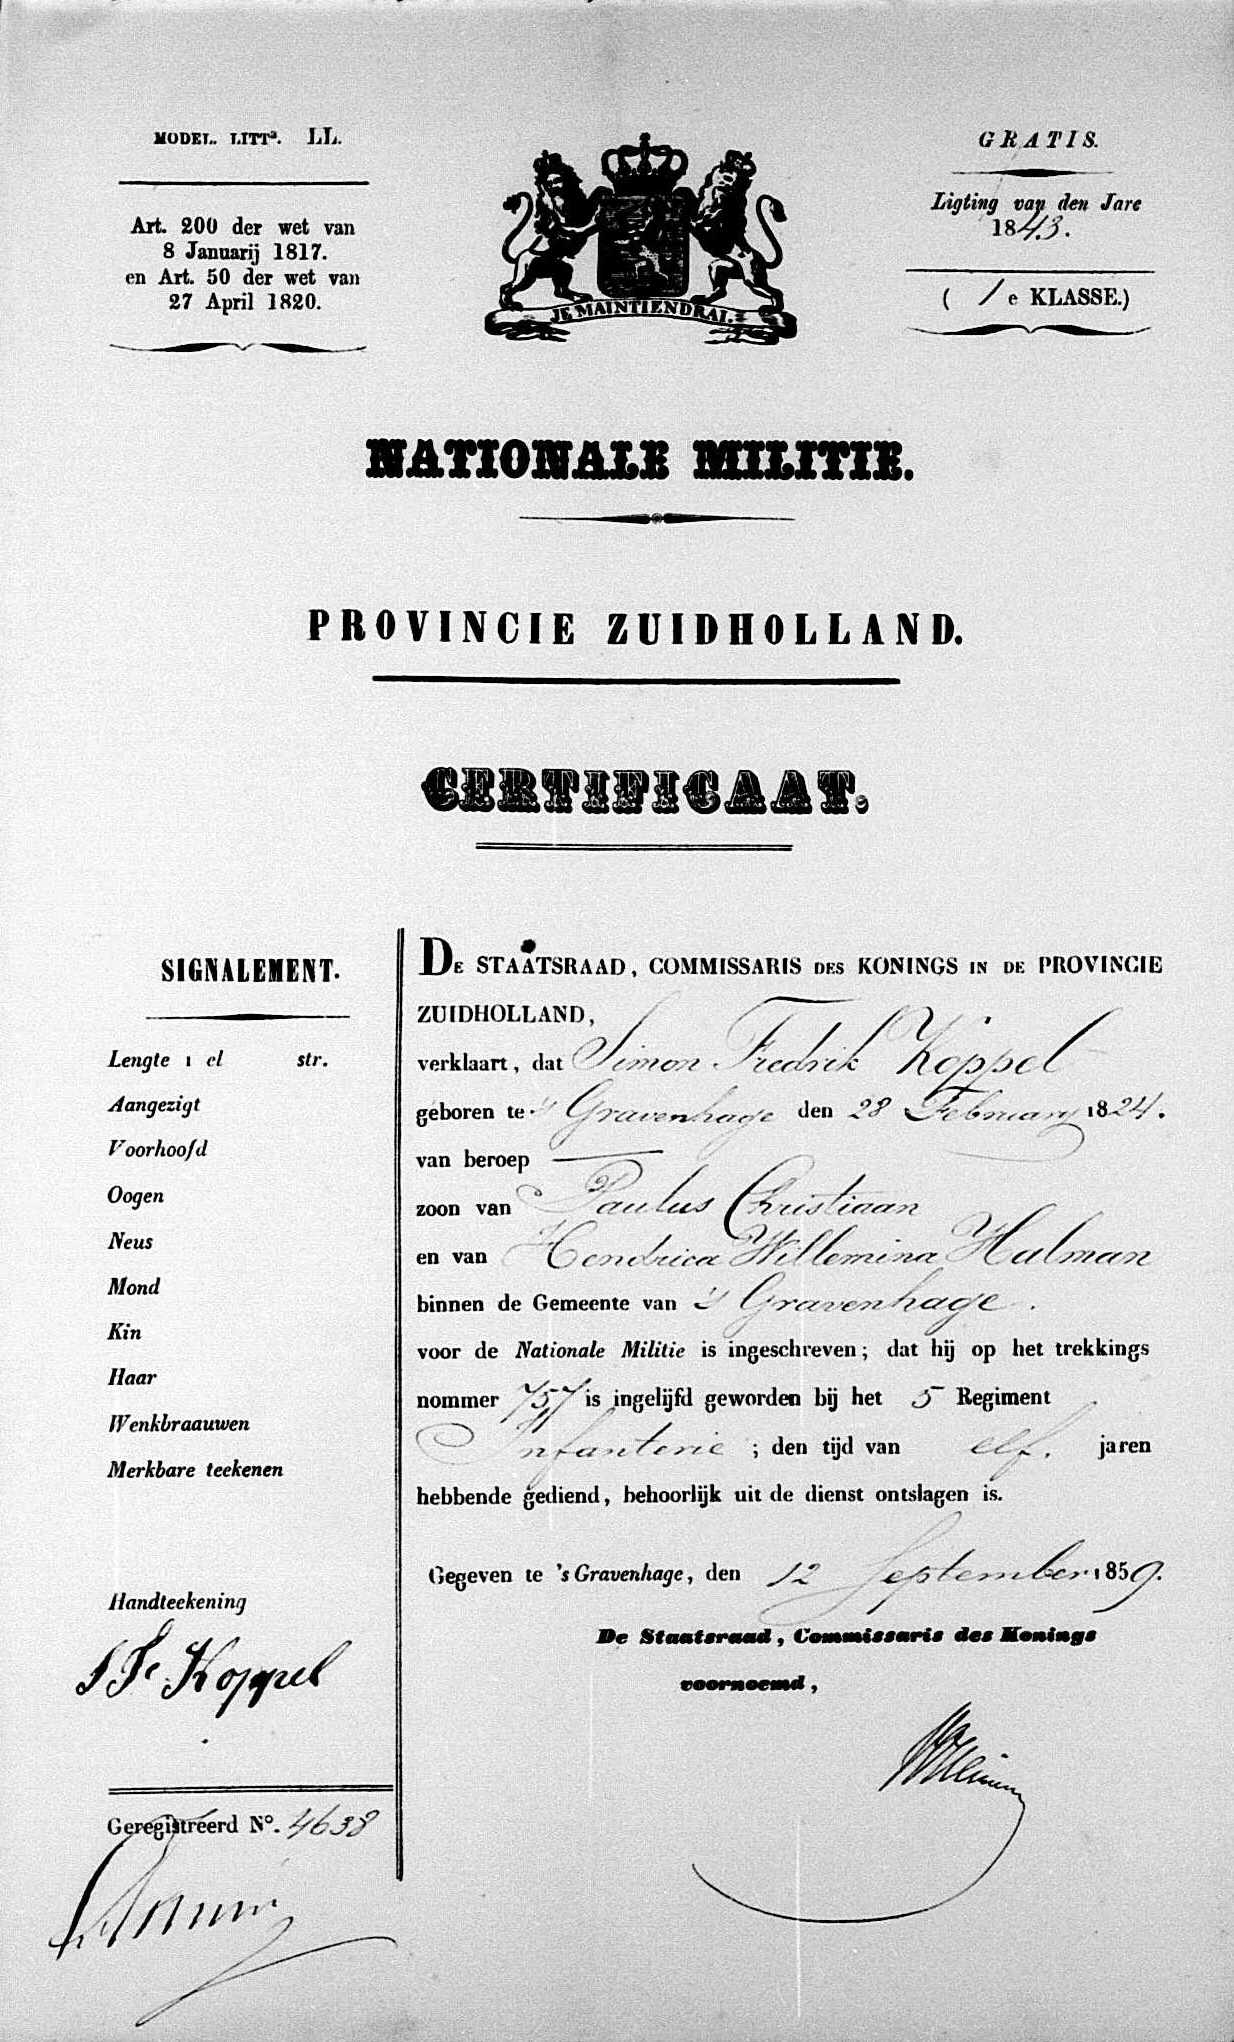 MODEL. LITTª. LL.
Art. 200 der wet van
8 Januarij 1817.
en Art. 50 der wet van
27 April 1820.
JE MAINTIENDRAI.
GRATIS.
Ligting van den Jare
1843.
( 1e KLASSE.)
NATIONALE MILITIE.
PROVINCIE ZUIDHOLLAND.
CERTIFICAAT.
SIGNALEMENT.
Lengte 1 el str.
Aangezigt
Voorhoofd
Oogen
Neus
Mond
Kin
Haar
Wenkbraauwen
Merkbare teekenen
Handteekening
S F. Koppel
Geregistreerd N°. 4638
DE STAATSRAAD, COMMISSARIS DES KONINGS IN DE PROVINCIE
ZUIDHOLLAND,
verklaart, dat Simon Fredrik Koppel
geboren te 's Gravenhage den 28 February 1824.
van beroep
zoon van Paulus Christiaan
en van Hendrica Willemina Halman
binnen de Gemeente van 's Gravenhage.
voor de Nationale Militie is ingeschreven; dat hij op het trekkings
nommer 757 is ingelijfd geworden bij het 5 Regiment
Infanterie; den tijd van elf. jaren
hebbende gediend, behoorlijk uit de dienst ontslagen is.
Gegeven te 's Gravenhage, den 12 September 1859.
De Staatsraad, Commissaris des Konings
voornoemd,